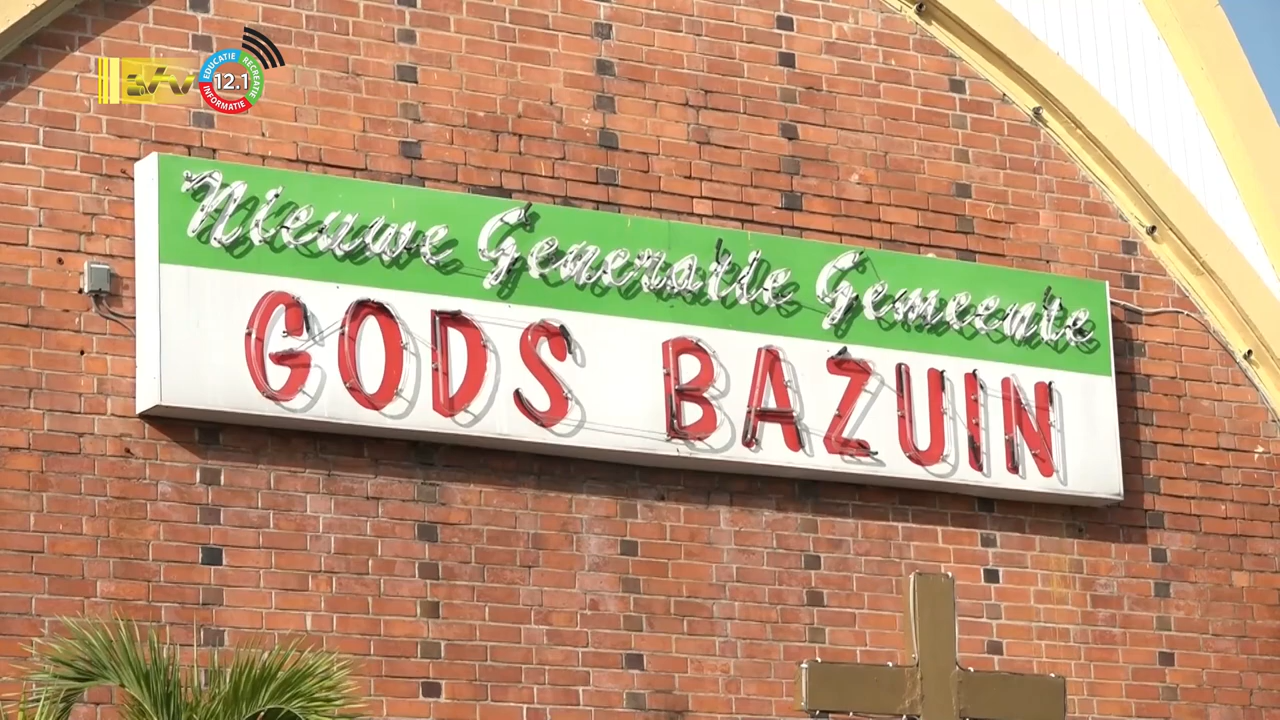 EDUCATIE
RECREATIE
INFORMATIE
12.1
Nieuwe Generatie Gemeente
GODS BAZUIN